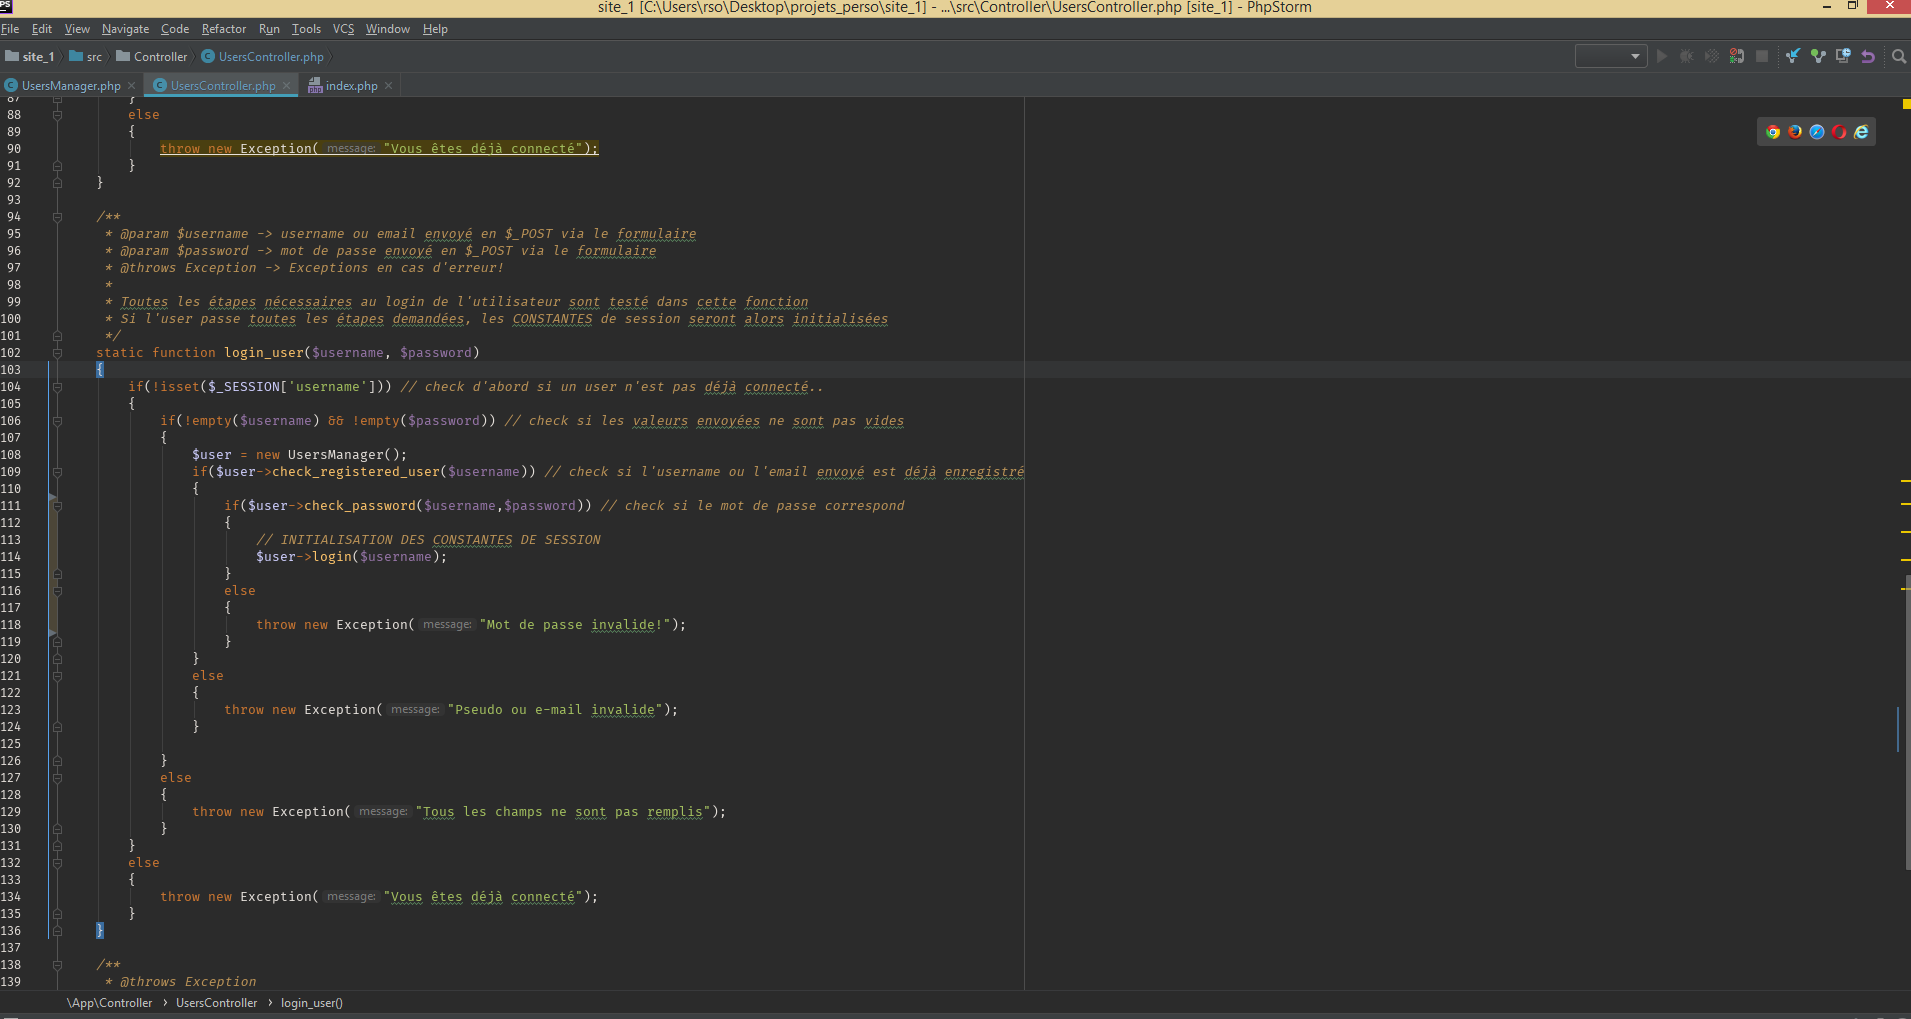 site_1 [C:\Users\rso\Desktop\projets_perso\site_1] - ...\src\Controller\UsersController.php [site_1] - PhpStorm
File Edit View Navigate Code Refactor Run Tools VCS Window Help
site_1 src Controller UsersController.php
UsersManager.php UsersController.php index.php
87 }
88 else
89 {
90 throw new Exception( message: "Vous êtes déjà connecté");
91 }
92 }
93
94 /**
95 * @param $username -> username ou email envoyé en $_POST via le formulaire
96 * @param $password -> mot de passe envoyé en $_POST via le formulaire
97 * @throws Exception -> Exceptions en cas d'erreur!
98 *
99 * Toutes les étapes nécessaires au login de l'utilisateur sont testé dans cette fonction
100 * Si l'user passe toutes les étapes demandées, les CONSTANTES de session seront alors initialisées
101 */
102 static function login_user($username, $password)
103 {
104 if(!isset($_SESSION['username'])) // check d'abord si un user n'est pas déjà connecté..
105 {
106 if(!empty($username) && !empty($password)) // check si les valeurs envoyées ne sont pas vides
107 {
108 $user = new UsersManager();
109 if($user->check_registered_user($username)) // check si l'username ou l'email envoyé est déjà enregistré
110 {
111 if($user->check_password($username,$password)) // check si le mot de passe correspond
112 {
113 // INITIALISATION DES CONSTANTES DE SESSION
114 $user->login($username);
115 }
116 else
117 {
118 throw new Exception( message: "Mot de passe invalide!");
119 }
120 }
121 else
122 {
123 throw new Exception( message: "Pseudo ou e-mail invalide");
124 }
125
126 }
127 else
128 {
129 throw new Exception( message: "Tous les champs ne sont pas remplis");
130 }
131 }
132 else
133 {
134 throw new Exception( message: "Vous êtes déjà connecté");
135 }
136 }
137
138 /**
139 * @throws Exception
\App\Controller › UsersController › login_user()